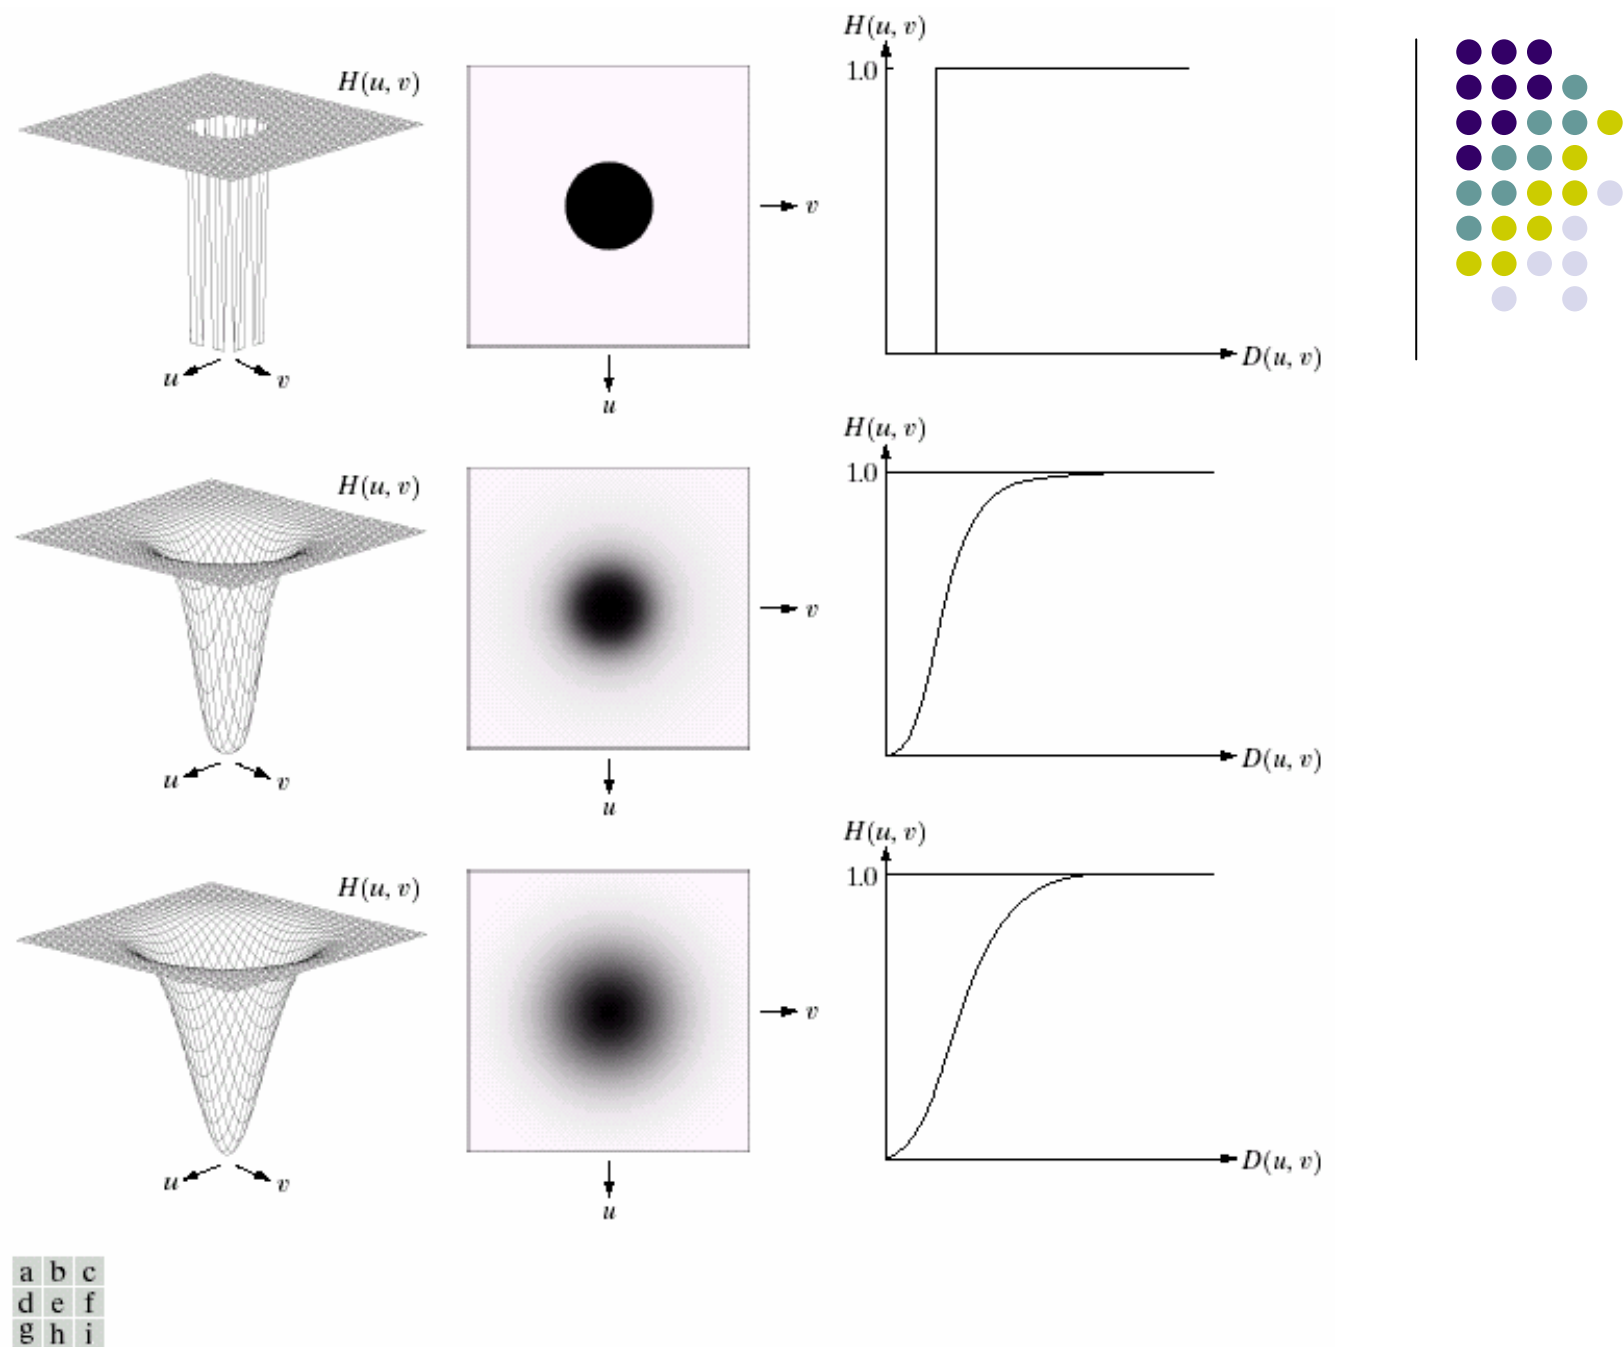 H(u, v)
H(u, v)
1.0
v
D(u, v)
u v
u
H(u, v)
H(u, v)
1.0
v
D(u, v)
u v
u
H(u, v)
H(u, v)
1.0
v
D(u, v)
u v
u
a b c
d e f
g h i